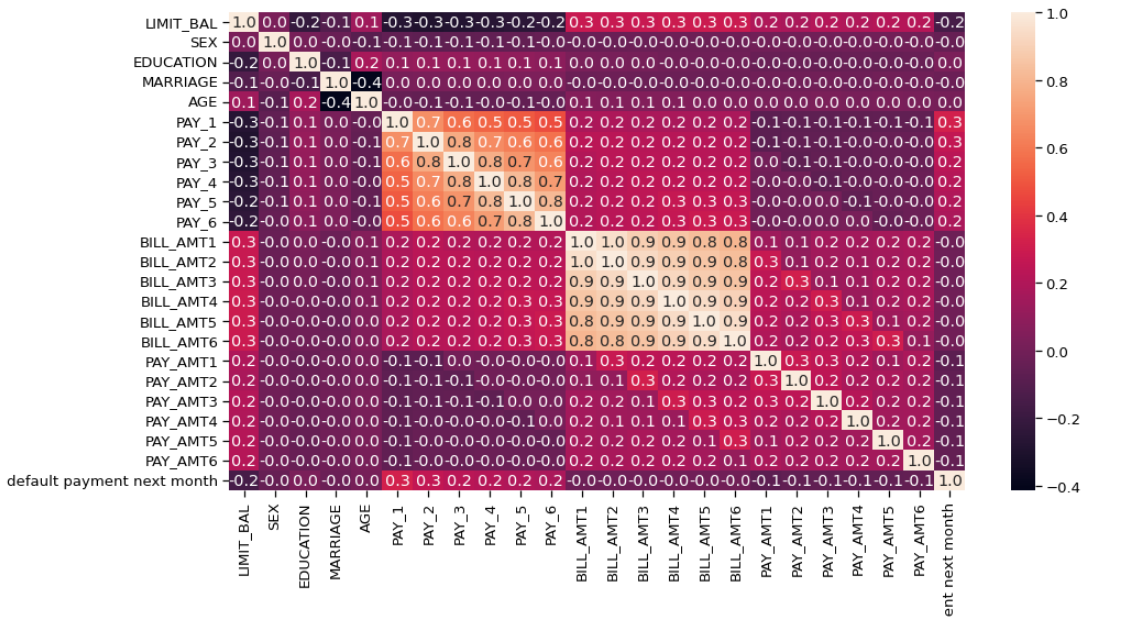 LIMIT_BAL 1.0 0.0 -0.2 -0.1 0.1 -0.3 -0.3 -0.3 -0.3 -0.2 -0.2 0.3 0.3 0.3 0.3 0.3 0.3 0.2 0.2 0.2 0.2 0.2 0.2 -0.2
SEX 0.0 1.0 0.0 -0.0 -0.1 -0.1 -0.1 -0.1 -0.1 -0.1 -0.0 -0.0 -0.0 -0.0 -0.0 -0.0 -0.0 -0.0 -0.0 -0.0 -0.0 -0.0 -0.0 -0.0
EDUCATION -0.2 0.0 1.0 -0.1 0.2 0.1 0.1 0.1 0.1 0.1 0.1 0.0 0.0 0.0 -0.0 -0.0 -0.0 -0.0 -0.0 -0.0 -0.0 -0.0 -0.0 0.0
MARRIAGE -0.1 -0.0 -0.1 1.0 -0.4 0.0 0.0 0.0 0.0 0.0 0.0 -0.0 -0.0 -0.0 -0.0 -0.0 -0.0 -0.0 -0.0 -0.0 -0.0 -0.0 -0.0 -0.0
AGE 0.1 -0.1 0.2 -0.4 1.0 -0.0 -0.1 -0.1 -0.0 -0.1 -0.0 0.1 0.1 0.1 0.1 0.0 0.0 0.0 0.0 0.0 0.0 0.0 0.0 0.0
PAY_1 -0.3 -0.1 0.1 0.0 -0.0 1.0 0.7 0.6 0.5 0.5 0.5 0.2 0.2 0.2 0.2 0.2 0.2 -0.1 -0.1 -0.1 -0.1 -0.1 -0.1 0.3
PAY_2 -0.3 -0.1 0.1 0.0 -0.1 0.7 1.0 0.8 0.7 0.6 0.6 0.2 0.2 0.2 0.2 0.2 0.2 -0.1 -0.1 -0.1 -0.0 -0.0 -0.0 0.3
PAY_3 -0.3 -0.1 0.1 0.0 -0.1 0.6 0.8 1.0 0.8 0.7 0.6 0.2 0.2 0.2 0.2 0.2 0.2 0.0 -0.1 -0.1 -0.0 -0.0 -0.0 0.2
PAY_4 -0.3 -0.1 0.1 0.0 -0.0 0.5 0.7 0.8 1.0 0.8 0.7 0.2 0.2 0.2 0.2 0.2 0.2 -0.0 -0.0 -0.1 -0.0 -0.0 -0.0 0.2
PAY_5 -0.2 -0.1 0.1 0.0 -0.1 0.5 0.6 0.7 0.8 1.0 0.8 0.2 0.2 0.2 0.3 0.3 0.3 -0.0 -0.0 0.0 -0.1 -0.0 -0.0 0.2
PAY_6 -0.2 -0.0 0.1 0.0 -0.0 0.5 0.6 0.6 0.7 0.8 1.0 0.2 0.2 0.2 0.3 0.3 0.3 -0.0 -0.0 0.0 0.0 -0.0 -0.0 0.2
BILL_AMT1 0.3 -0.0 0.0 -0.0 0.1 0.2 0.2 0.2 0.2 0.2 0.2 1.0 1.0 0.9 0.9 0.8 0.8 0.1 0.1 0.2 0.2 0.2 0.2 -0.0
BILL_AMT2 0.3 -0.0 0.0 -0.0 0.1 0.2 0.2 0.2 0.2 0.2 0.2 1.0 1.0 0.9 0.9 0.9 0.8 0.3 0.1 0.2 0.1 0.2 0.2 -0.0
BILL_AMT3 0.3 -0.0 0.0 -0.0 0.1 0.2 0.2 0.2 0.2 0.2 0.2 0.9 0.9 1.0 0.9 0.9 0.9 0.2 0.3 0.1 0.1 0.2 0.2 -0.0
BILL_AMT4 0.3 -0.0 -0.0 -0.0 0.1 0.2 0.2 0.2 0.2 0.3 0.3 0.9 0.9 0.9 1.0 0.9 0.9 0.2 0.2 0.3 0.1 0.2 0.2 -0.0
BILL_AMT5 0.3 -0.0 -0.0 -0.0 0.0 0.2 0.2 0.2 0.2 0.3 0.3 0.8 0.9 0.9 0.9 1.0 0.9 0.2 0.2 0.3 0.3 0.1 0.2 -0.0
BILL_AMT6 0.3 -0.0 -0.0 -0.0 0.0 0.2 0.2 0.2 0.2 0.3 0.3 0.8 0.8 0.9 0.9 0.9 1.0 0.2 0.2 0.2 0.3 0.3 0.1 -0.0
PAY_AMT1 0.2 -0.0 -0.0 -0.0 0.0 -0.1 -0.1 0.0 -0.0 -0.0 -0.0 0.1 0.3 0.2 0.2 0.2 0.2 1.0 0.3 0.3 0.2 0.1 0.2 -0.1
PAY_AMT2 0.2 -0.0 -0.0 -0.0 0.0 -0.1 -0.1 -0.1 -0.0 -0.0 -0.0 0.1 0.1 0.3 0.2 0.2 0.2 0.3 1.0 0.2 0.2 0.2 0.2 -0.1
PAY_AMT3 0.2 -0.0 -0.0 -0.0 0.0 -0.1 -0.1 -0.1 -0.1 0.0 0.0 0.2 0.2 0.1 0.3 0.3 0.2 0.3 0.2 1.0 0.2 0.2 0.2 -0.1
PAY_AMT4 0.2 -0.0 -0.0 -0.0 0.0 -0.1 -0.0 -0.0 -0.0 -0.1 0.0 0.2 0.1 0.1 0.1 0.3 0.3 0.2 0.2 0.2 1.0 0.2 0.2 -0.1
PAY_AMT5 0.2 -0.0 -0.0 -0.0 0.0 -0.1 -0.0 -0.0 -0.0 -0.0 -0.0 0.2 0.2 0.2 0.2 0.1 0.3 0.1 0.2 0.2 0.2 1.0 0.2 -0.1
PAY_AMT6 0.2 -0.0 -0.0 -0.0 0.0 -0.1 -0.0 -0.0 -0.0 -0.0 -0.0 0.2 0.2 0.2 0.2 0.2 0.1 0.2 0.2 0.2 0.2 0.2 1.0 -0.1
default payment next month -0.2 -0.0 0.0 -0.0 0.0 0.3 0.3 0.2 0.2 0.2 0.2 -0.0 -0.0 -0.0 -0.0 -0.0 -0.0 -0.1 -0.1 -0.1 -0.1 -0.1 -0.1 1.0
LIMIT_BAL
SEX
EDUCATION
MARRIAGE
AGE
PAY_1
PAY_2
PAY_3
PAY_4
PAY_5
PAY_6
BILL_AMT1
BILL_AMT2
BILL_AMT3
BILL_AMT4
BILL_AMT5
BILL_AMT6
PAY_AMT1
PAY_AMT2
PAY_AMT3
PAY_AMT4
PAY_AMT5
PAY_AMT6
ent next month
1.0
0.8
0.6
0.4
0.2
0.0
−0.2
−0.4